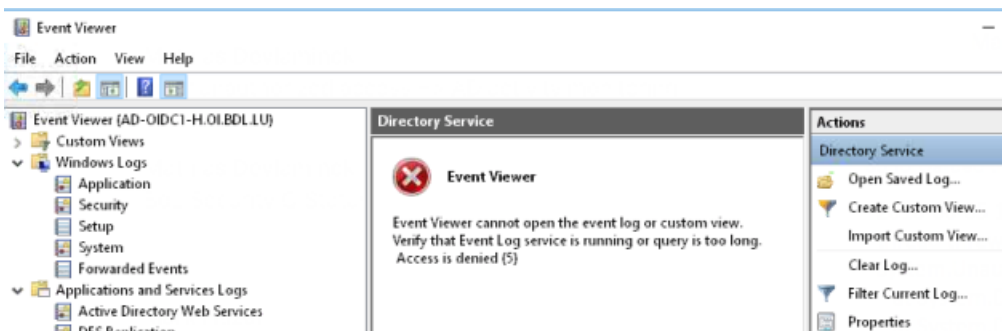 Event Viewer
File Action View Help
Event Viewer (AD-OIDC1-H.OI.BDL.LU)
Custom Views
Windows Logs
Application
Security
Setup
System
Forwarded Events
Applications and Services Logs
Active Directory Web Services
DFS Replication
Directory Service
Event Viewer
Event Viewer cannot open the event log or custom view.
Verify that Event Log service is running or query is too long.
Access is denied (5)
Actions
Directory Service
Open Saved Log...
Create Custom View...
Import Custom View...
Clear Log...
Filter Current Log...
Properties